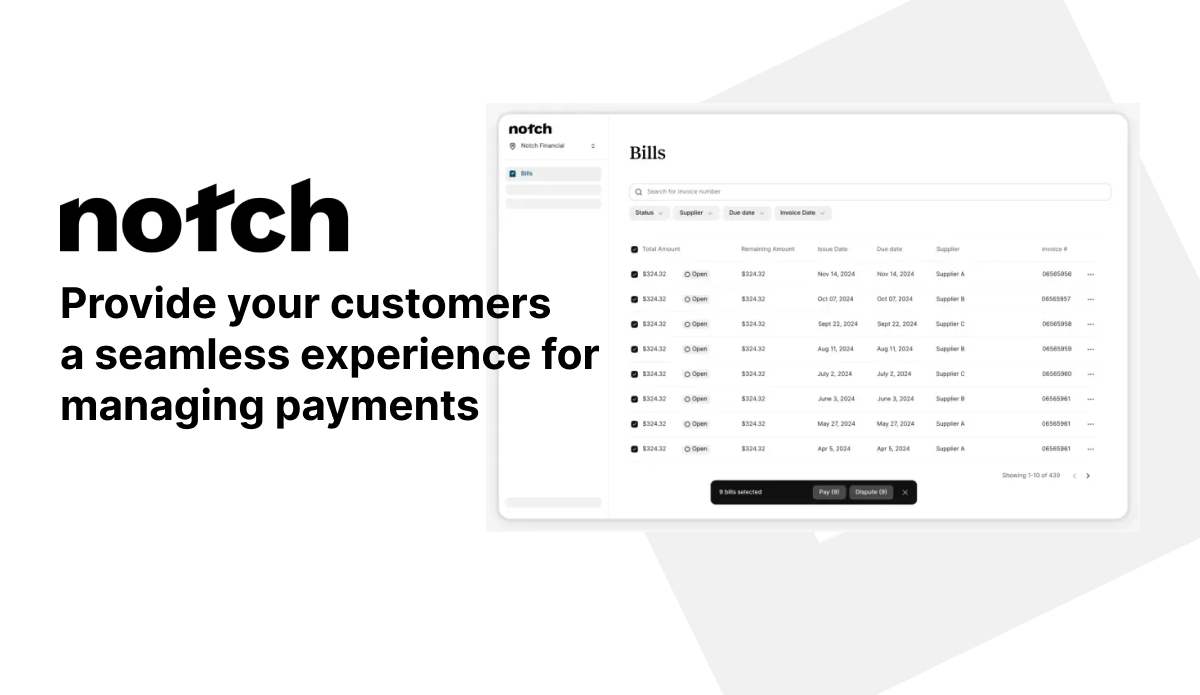 notch
Provide your customers
a seamless experience for
managing payments
notch
Notch Financial
Bills
Bills
Search for invoice number
Status Supplier Due date Invoice Date
Total Amount Remaining Amount Issue Date Due date Supplier Invoice #
$324.32 Open $324.32 Nov 14, 2024 Nov 14, 2024 Supplier A 06565956 ...
$324.32 Open $324.32 Oct 07, 2024 Oct 07, 2024 Supplier B 06565957 ...
$324.32 Open $324.32 Sept 22, 2024 Sept 22, 2024 Supplier C 06565958 ...
$324.32 Open $324.32 Aug 11, 2024 Aug 11, 2024 Supplier B 06565959 ...
$324.32 Open $324.32 July 2, 2024 July 2, 2024 Supplier C 06565960 ...
$324.32 Open $324.32 June 3, 2024 June 3, 2024 Supplier B 06565961 ...
$324.32 Open $324.32 May 27, 2024 May 27, 2024 Supplier A 06565961 ...
$324.32 Open $324.32 Apr 5, 2024 Apr 5, 2024 Supplier A 06565961 ...
Showing 1-10 of 439
9 bills selected Pay (9) Dispute (9)